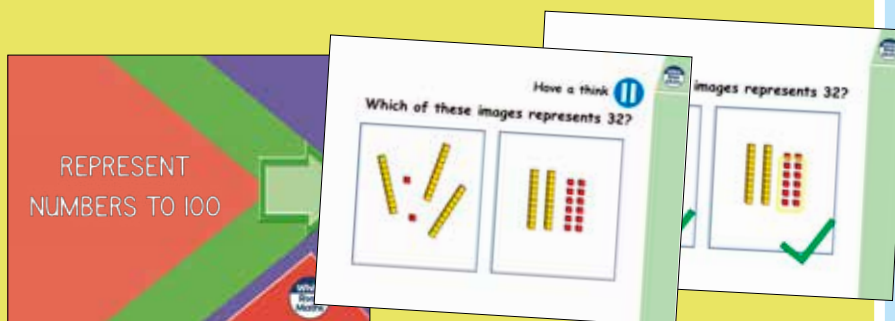 REPRESENT
NUMBERS TO 100
Have a think
Which of these images represents 32?
images represents 32?